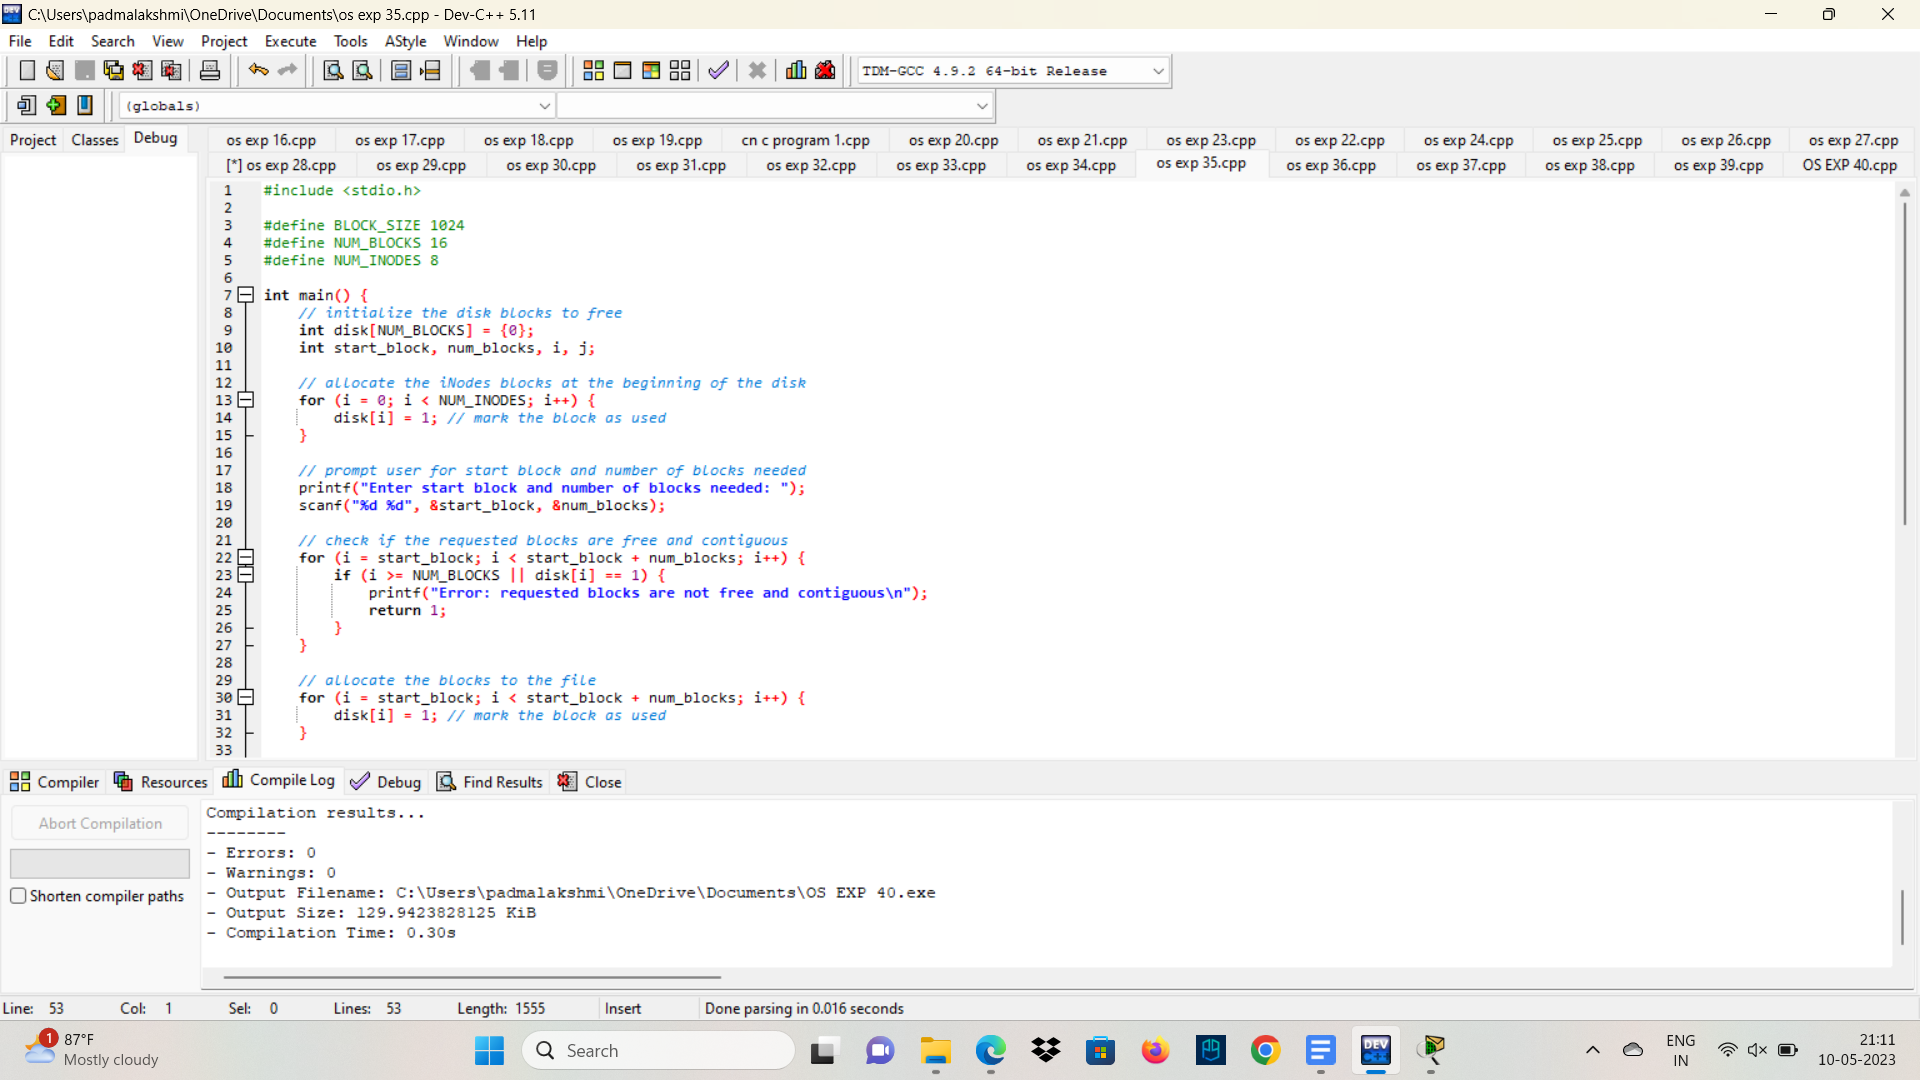 C:\Users\padmalakshmi\OneDrive\Documents\os exp 35.cpp - Dev-C++ 5.11
File Edit Search View Project Execute Tools AStyle Window Help
TDM-GCC 4.9.2 64-bit Release
(globals)
Project Classes Debug
os exp 16.cpp os exp 17.cpp os exp 18.cpp os exp 19.cpp cn c program 1.cpp os exp 20.cpp os exp 21.cpp os exp 23.cpp os exp 22.cpp os exp 24.cpp os exp 25.cpp os exp 26.cpp os exp 27.cpp
[*] os exp 28.cpp os exp 29.cpp os exp 30.cpp os exp 31.cpp os exp 32.cpp os exp 33.cpp os exp 34.cpp os exp 35.cpp os exp 36.cpp os exp 37.cpp os exp 38.cpp os exp 39.cpp OS EXP 40.cpp
1 #include <stdio.h>
2
3 #define BLOCK_SIZE 1024
4 #define NUM_BLOCKS 16
5 #define NUM_INODES 8
6
7 int main() {
8 // initialize the disk blocks to free
9 int disk[NUM_BLOCKS] = {0};
10 int start_block, num_blocks, i, j;
11
12 // allocate the iNodes blocks at the beginning of the disk
13 for (i = 0; i < NUM_INODES; i++) {
14 disk[i] = 1; // mark the block as used
15 }
16
17 // prompt user for start block and number of blocks needed
18 printf("Enter start block and number of blocks needed: ");
19 scanf("%d %d", &start_block, &num_blocks);
20
21 // check if the requested blocks are free and contiguous
22 for (i = start_block; i < start_block + num_blocks; i++) {
23 if (i >= NUM_BLOCKS || disk[i] == 1) {
24 printf("Error: requested blocks are not free and contiguous\n");
25 return 1;
26 }
27 }
28
29 // allocate the blocks to the file
30 for (i = start_block; i < start_block + num_blocks; i++) {
31 disk[i] = 1; // mark the block as used
32 }
33
Compiler Resources Compile Log Debug Find Results Close
Abort Compilation
Shorten compiler paths
Compilation results...
--------
- Errors: 0
- Warnings: 0
- Output Filename: C:\Users\padmalakshmi\OneDrive\Documents\OS EXP 40.exe
- Output Size: 129.9423828125 KiB
- Compilation Time: 0.30s
Line: 53 Col: 1 Sel: 0 Lines: 53 Length: 1555 Insert Done parsing in 0.016 seconds
1
87°F
Mostly cloudy
Search
DEV
C++
ENG
IN
21:11
10-05-2023